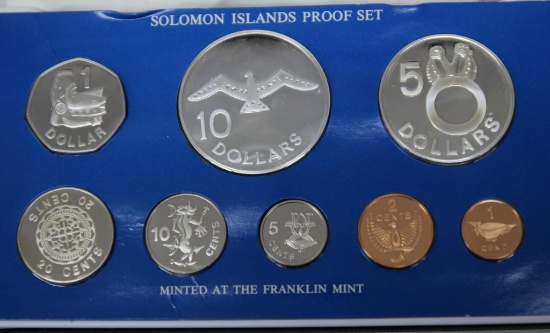 SOLOMON ISLANDS PROOF SET
1
DOLLAR
10
DOLLARS
5
DOLLARS
20 CENTS
20 CENTS
10
CENTS
5
CENTS
2
CENTS
1
CENT
MINTED AT THE FRANKLIN MINT